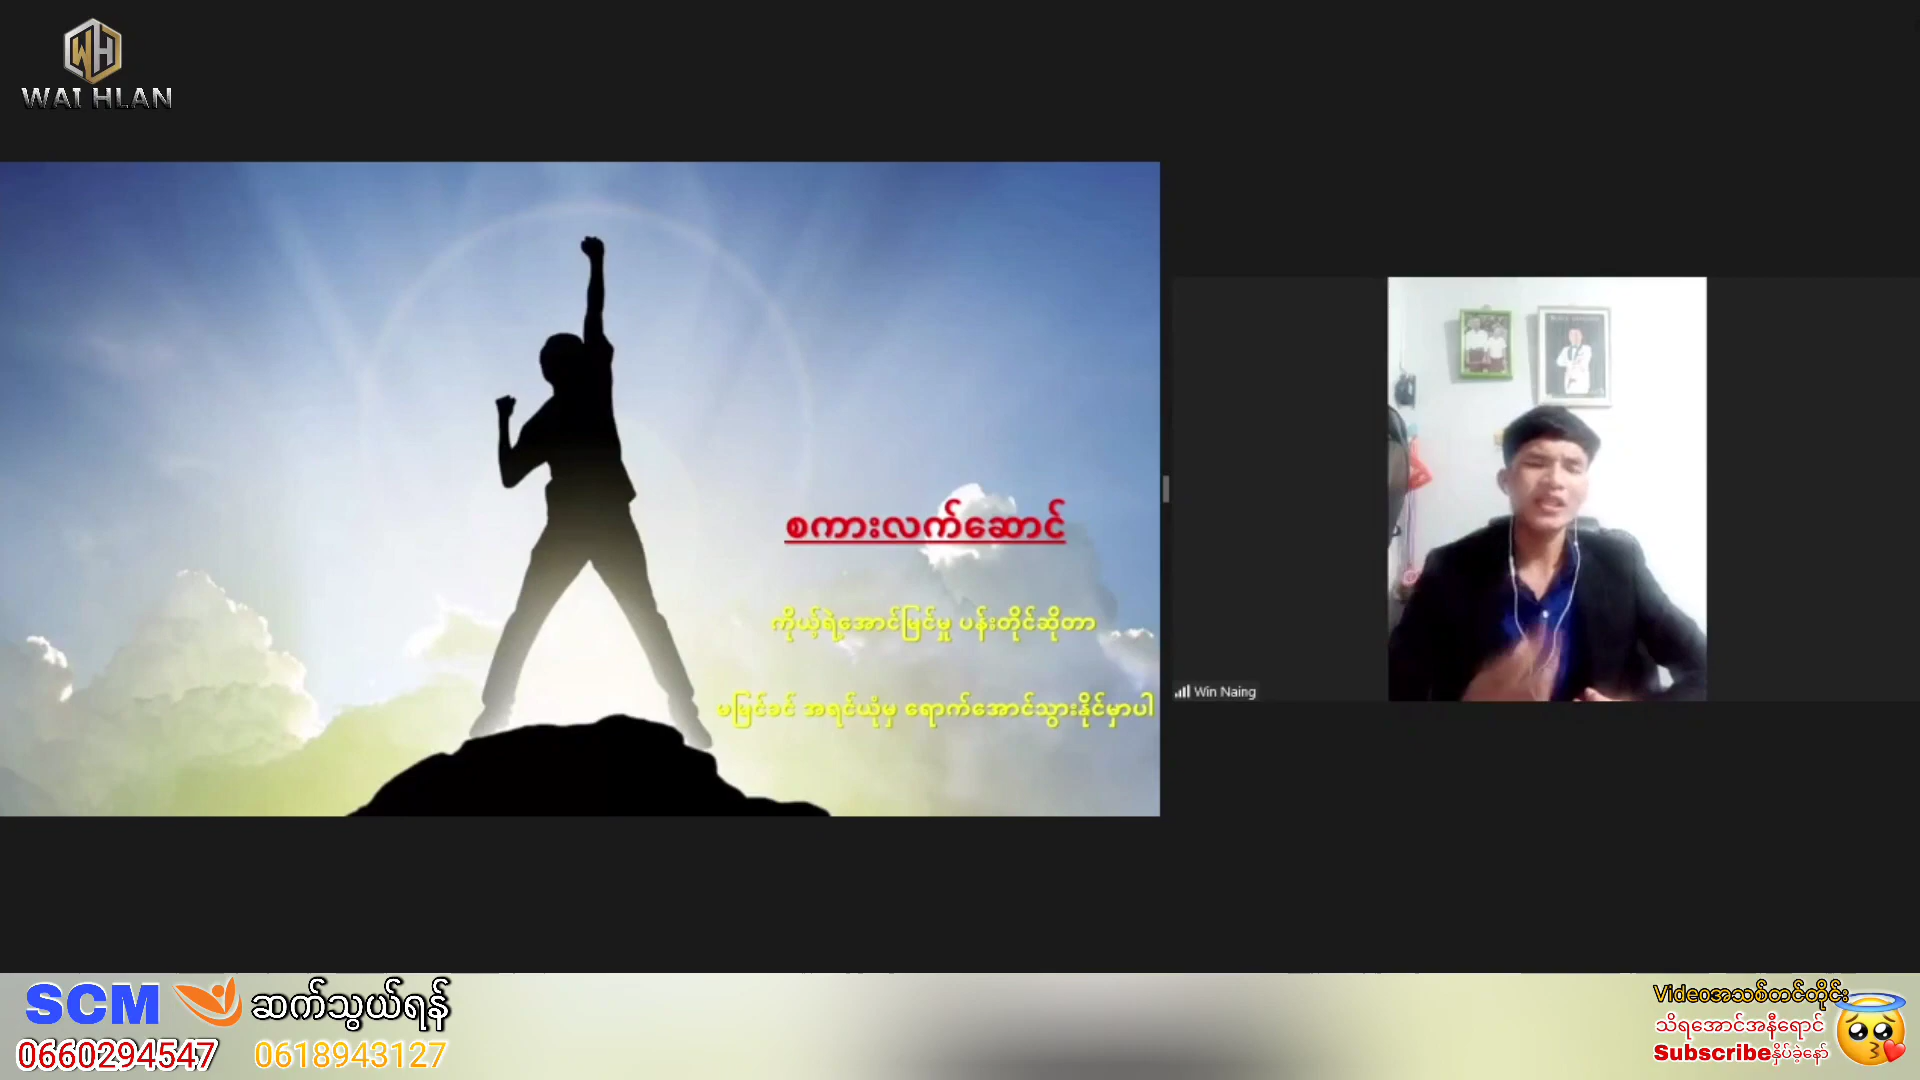 WH
WAI HLAN
စကားလက်ဆောင်
ကိုယ့်ရဲ့အောင်မြင်မှု ပန်းတိုင်ဆိုတာ
မမြင်ခင် အရင်ယုံမှ ရောက်အောင်သွားနိုင်မှာပါ
Win Naing
SCM ဆက်သွယ်ရန်
0660294547 0618943127
Videoအသစ်တင်တိုင်း
သိရအောင်အနီရောင်
Subscribeနှိပ်ခဲ့နော်